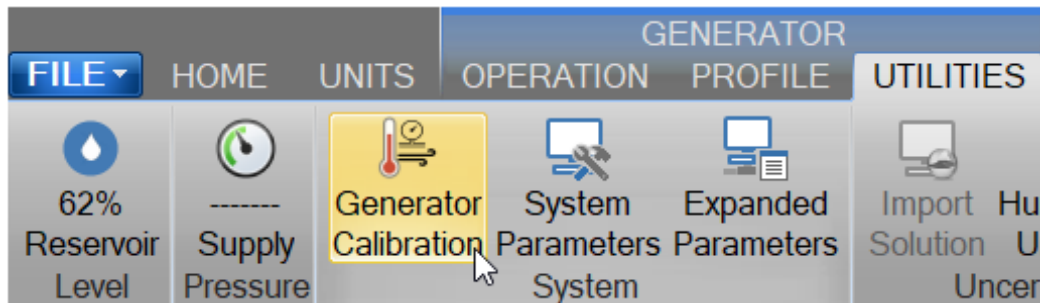 GENERATOR
FILE HOME UNITS OPERATION PROFILE UTILITIES
62% ------- Generator System Expanded Import
Reservoir Supply Calibration Parameters Parameters Solution
Level Pressure System